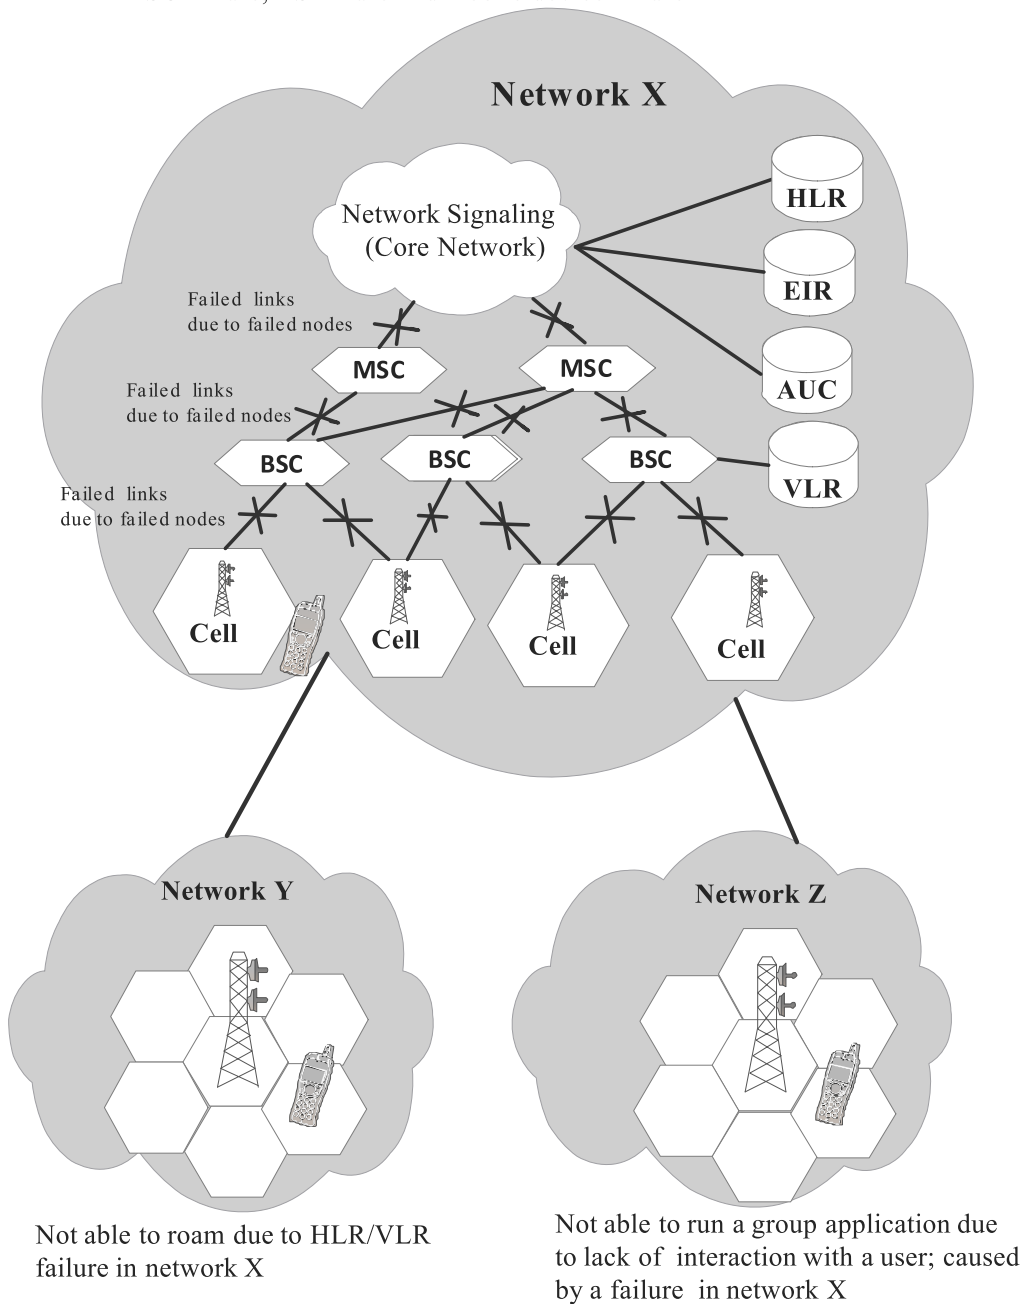 Network X
HLR
Network Signaling
(Core Network)
EIR
Failed links
due to failed nodes
AUC
MSC
MSC
Failed links
due to failed nodes
BSC
BSC
BSC
VLR
Failed links
due to failed nodes
Cell
Cell
Cell
Cell
Network Y
Network Z
Not able to roam due to HLR/VLR
failure in network X
Not able to run a group application due
to lack of interaction with a user; caused
by a failure in network X